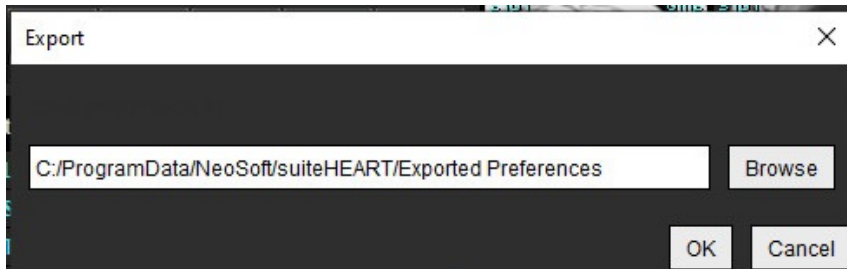 Export
C:/ProgramData/NeoSoft/suiteHEART/Exported Preferences
Browse
OK
Cancel